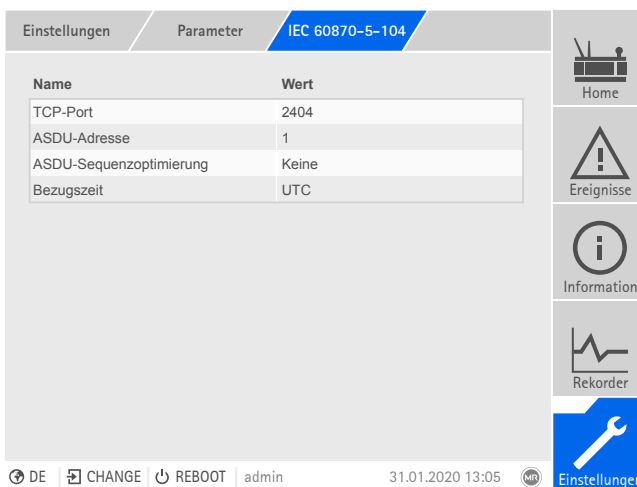 Einstellungen Parameter IEC 60870-5-104
Name Wert
TCP-Port 2404
ASDU-Adresse 1
ASDU-Sequenzoptimierung Keine
Bezugszeit UTC
Home
Ereignisse
Information
Rekorder
Einstellungen
DE CHANGE REBOOT admin 31.01.2020 13:05 MR